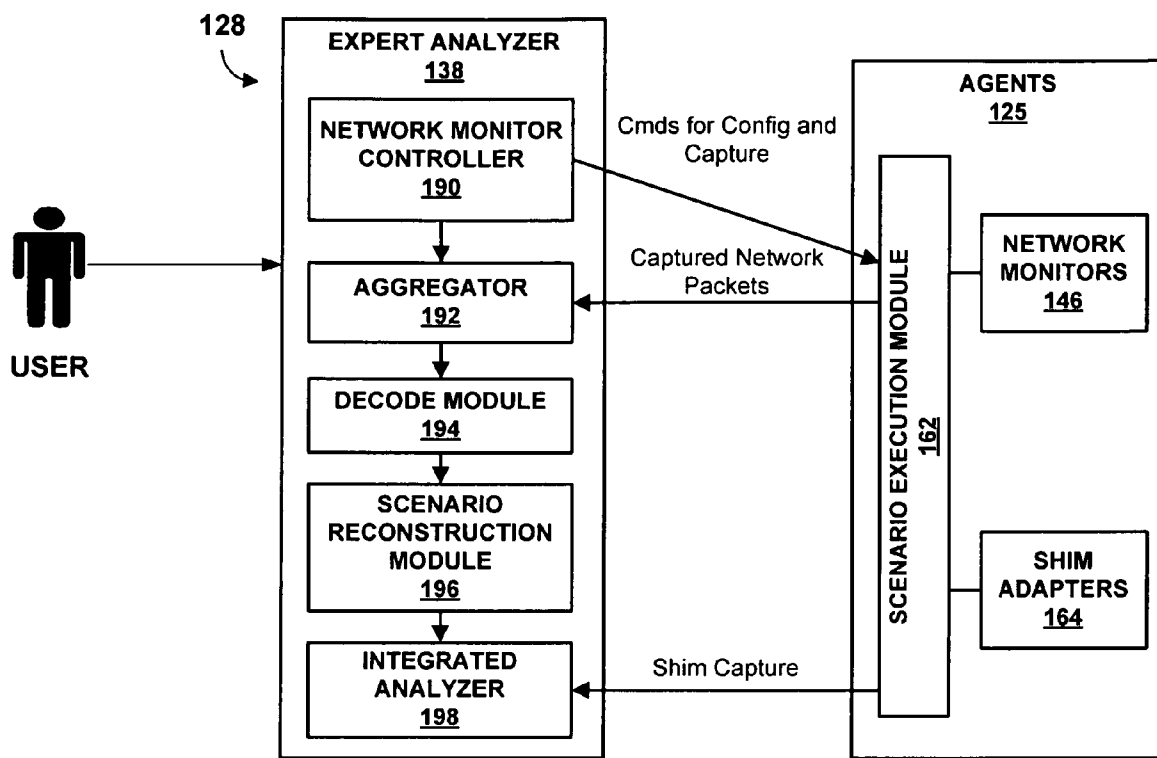 128
EXPERT ANALYZER
138
NETWORK MONITOR
CONTROLLER
190
AGGREGATOR
192
DECODE MODULE
194
SCENARIO
RECONSTRUCTION
MODULE
196
INTEGRATED
ANALYZER
198
USER
Cmds for Config and
Capture
Captured Network
Packets
Shim Capture
AGENTS
125
SCENARIO EXECUTION MODULE
162
NETWORK
MONITORS
146
SHIM
ADAPTERS
164